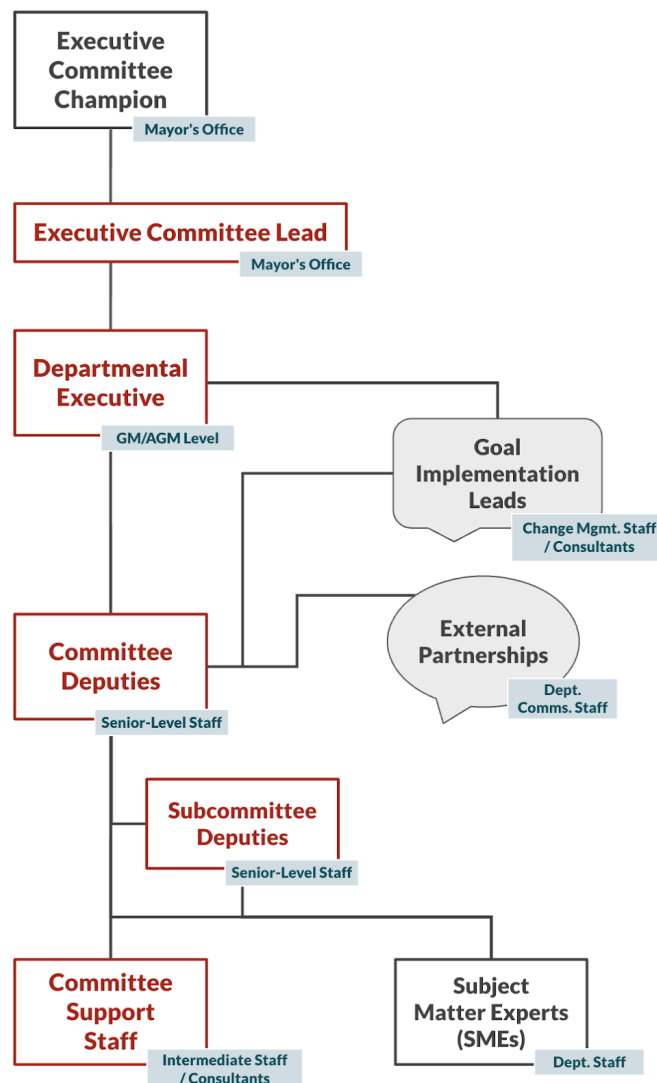 Executive
Committee
Champion
Mayor's Office
Executive Committee Lead
Mayor's Office
Departmental
Executive
GM/AGM Level
Goal
Implementation
Leads
Change Mgmt. Staff
/ Consultants
Committee
Deputies
Senior-Level Staff
External
Partnerships
Dept.
Comms. Staff
Subcommittee
Deputies
Senior-Level Staff
Committee
Support
Staff
Intermediate Staff
/ Consultants
Subject
Matter Experts
(SMEs)
Dept. Staff